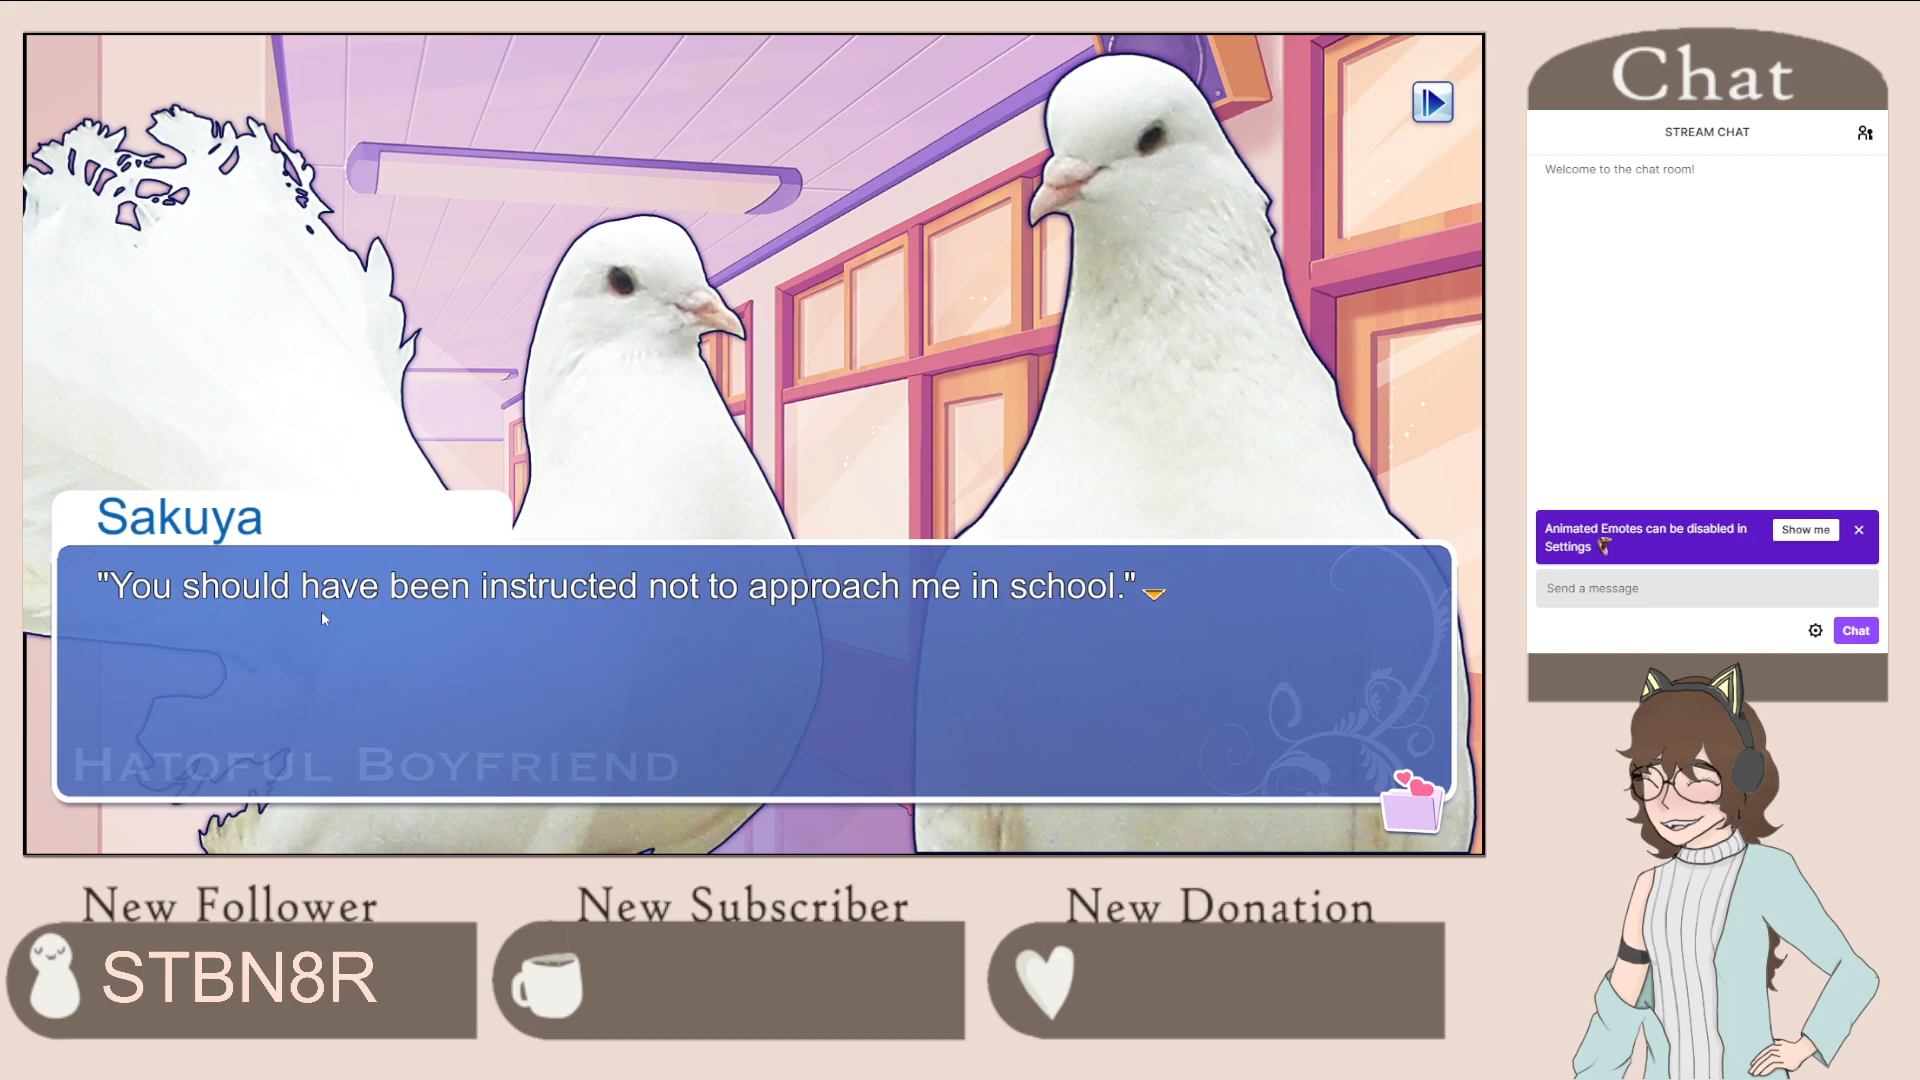 Chat
STREAM CHAT
Welcome to the chat room!
Sakuya
"You should have been instructed not to approach me in school."
HATOFUL BOYFRIEND
Animated Emotes can be disabled in
Settings
Show me
Send a message
Chat
New Follower
STBN8R
New Subscriber
New Donation